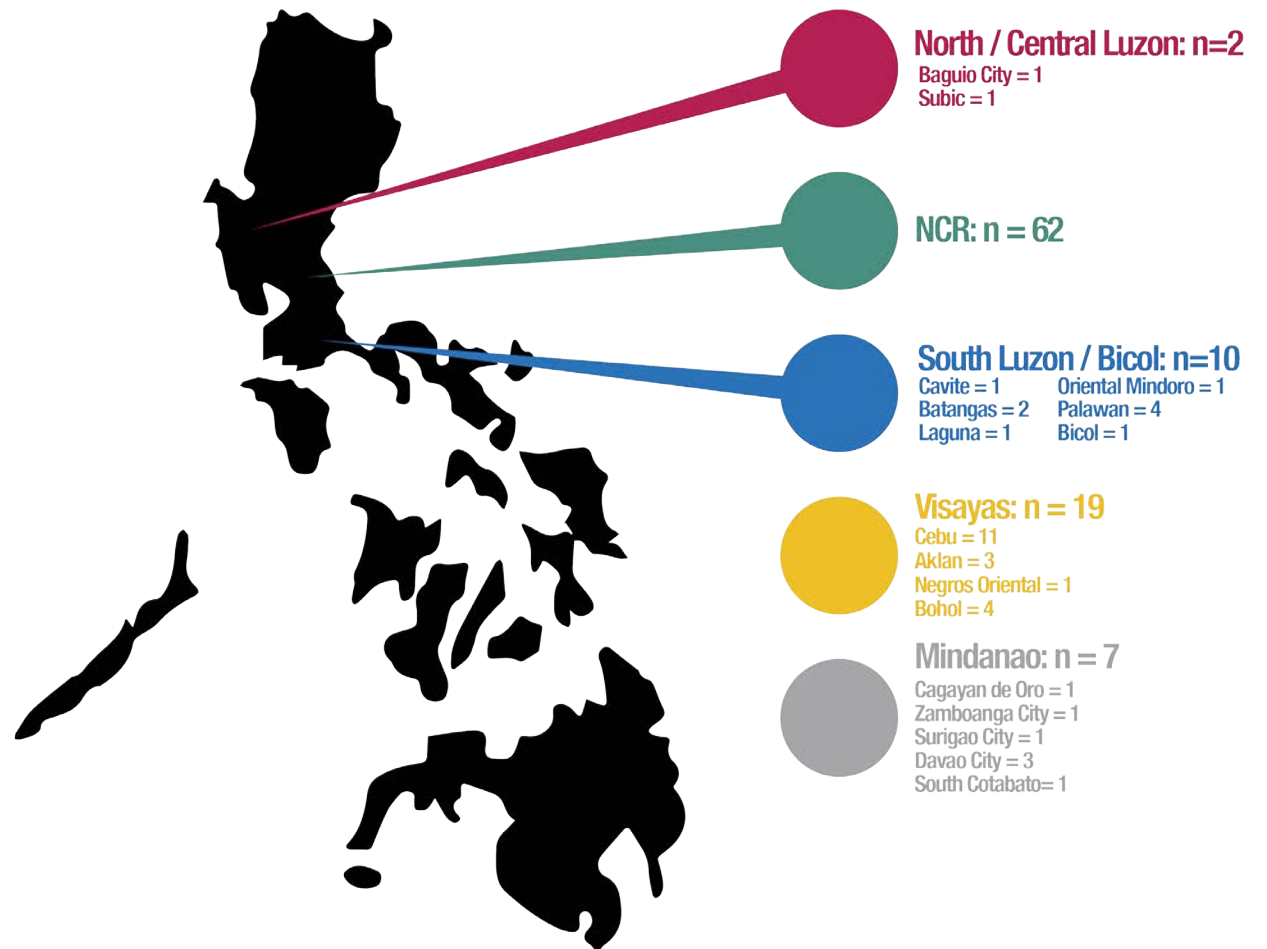 North / Central Luzon: n=2
Baguio City = 1
Subic = 1
NCR: n = 62
South Luzon / Bicol: n=10
Cavite = 1
Batangas = 2
Laguna = 1
Oriental Mindoro = 1
Palawan = 4
Bicol = 1
Visayas: n = 19
Cebu = 11
Aklan = 3
Negros Oriental = 1
Bohol = 4
Mindanao: n = 7
Cagayan de Oro = 1
Zamboanga City = 1
Surigao City = 1
Davao City = 3
South Cotabato= 1